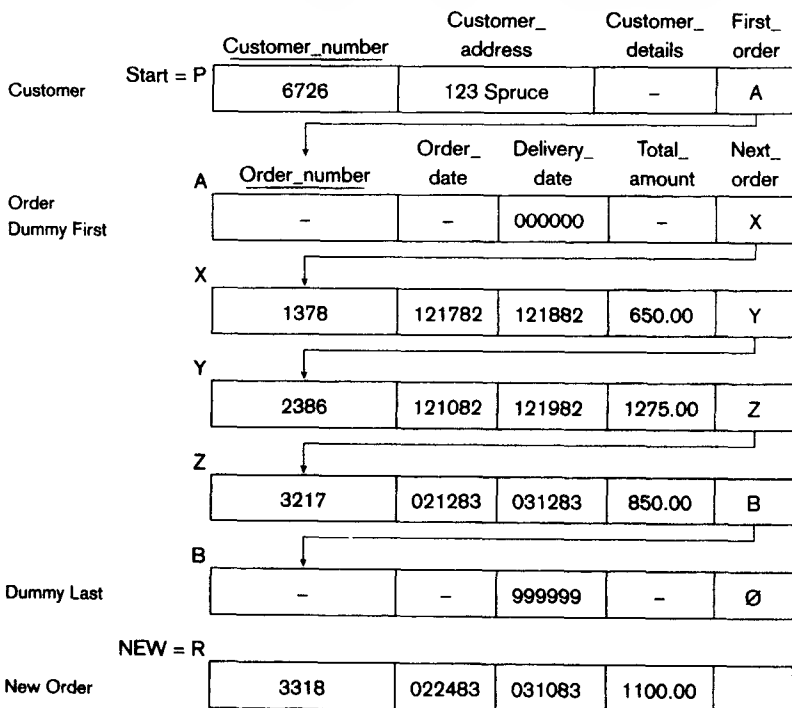 Customer_ Customer_ First_
Customer_number address details order
Start = P
Customer 6726 123 Spruce – A
Order_ Delivery_ Total_ Next_
A Order_number date date amount order
Order
Dummy First – – 000000 – X
X
1378 121782 121882 650.00 Y
Y
2386 121082 121982 1275.00 Z
Z
3217 021283 031283 850.00 B
B
Dummy Last – – 999999 – Ø
NEW = R
New Order 3318 022483 031083 1100.00